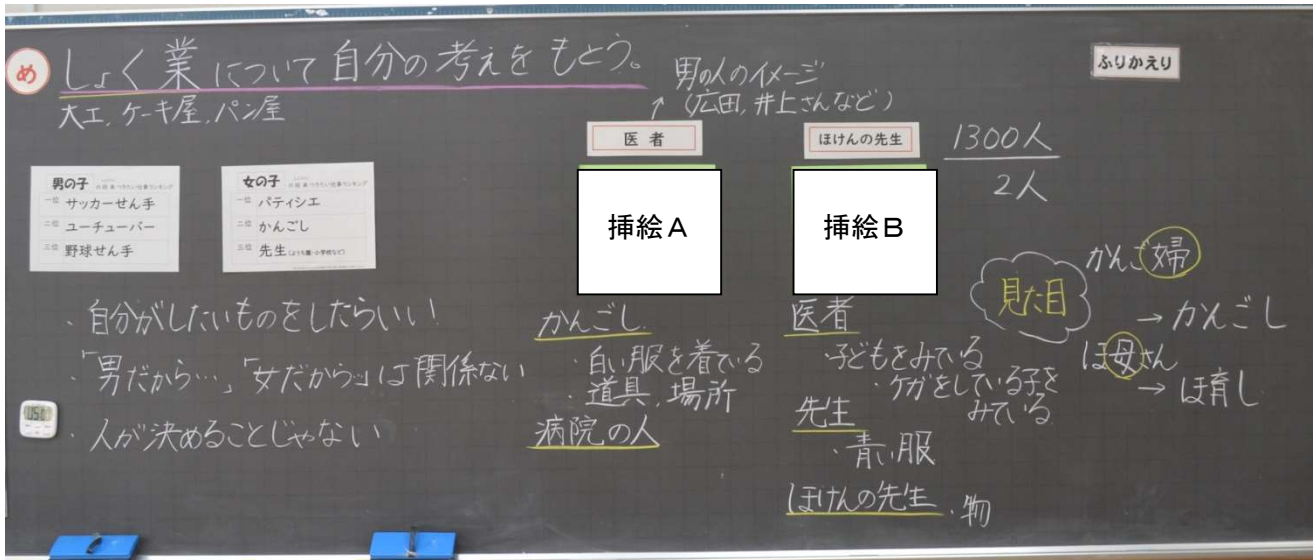 め しょく業について自分の考えをもとう。
大工,ケーキ屋,パン屋
男の子
一位 サッカーせん手
二位 ユーチューバー
三位 野球せん手
女の子
一位 パティシエ
二位 かんごし
三位 先生(ようち園・小学校など)
・自分がしたいものをしたらいい
・「男だから…」,「女だから…」は関係ない
・人が決めることじゃない
男の人のイメージ
(広田,井上さんなど)
↑
医者
挿絵A
かんごし
・白い服を着ている
・道具,場所
病院の人
ほけんの先生
挿絵B
医者
・子どもをみている
・ケガをしている子を
みている
先生
・青い服
ほけんの先生・物
1300人
2人
見た目
かんご婦
→かんごし
ほ母さん
→ほ育し
ふりかえり